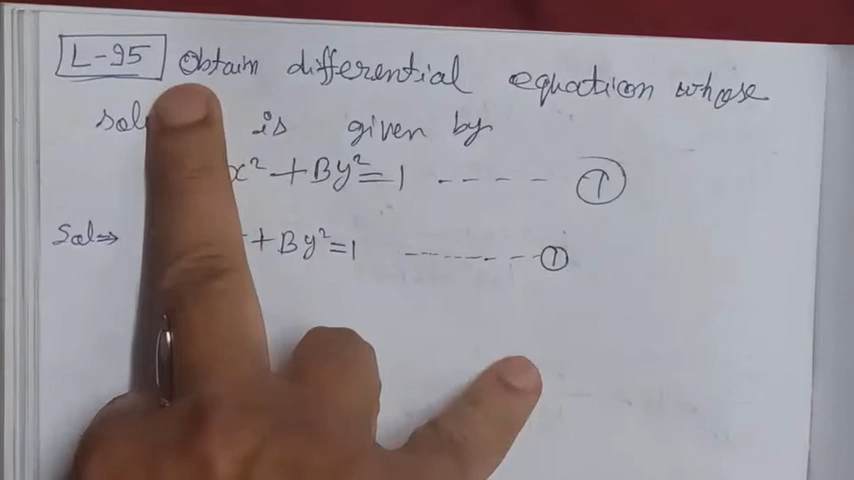 L-95 Obtain differential equation whose
is given by
x² + By² = 1 ----- ①
Sol⇒ + By² = 1 ------- ①